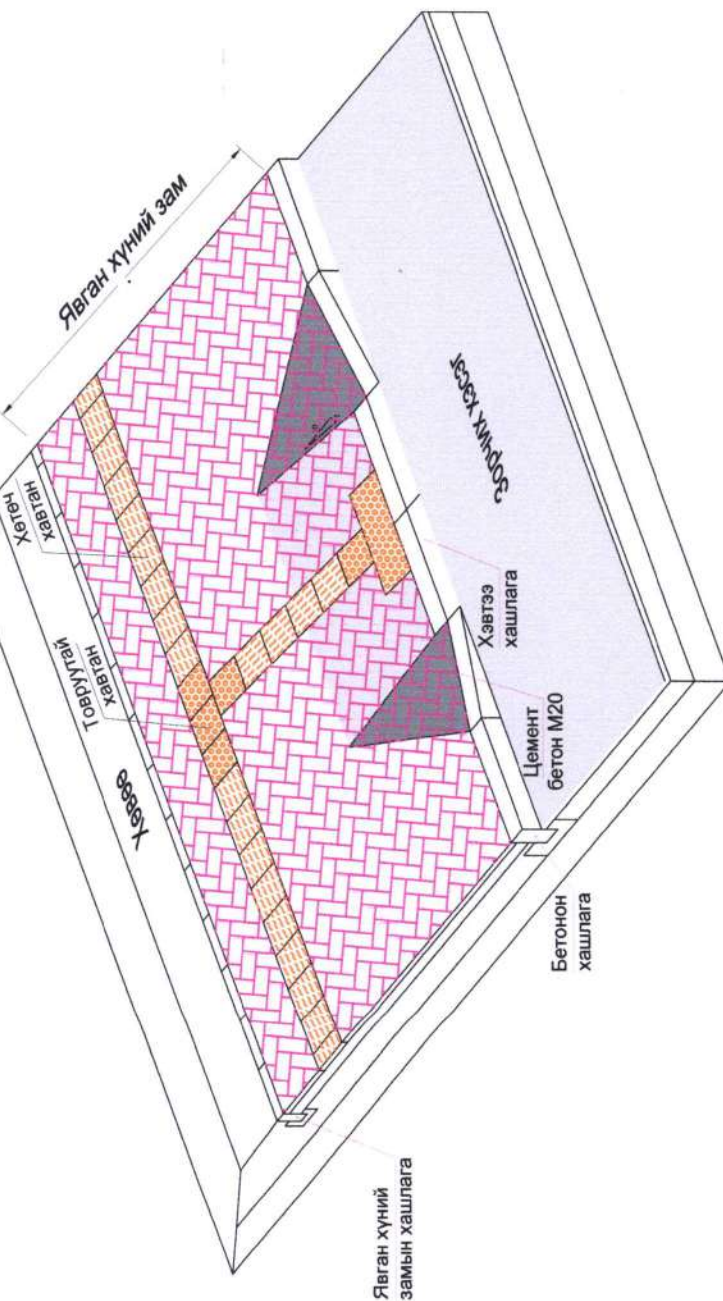 Явган хүний зам
Хөтөч
хавтан
Товрутай
хавтан
Хөвөө
Зорчих хэсэг
Хэвтээ
хашлага
Цемент
бетон М20
Бетонон
хашлага
Явган хүний
замын хашлага